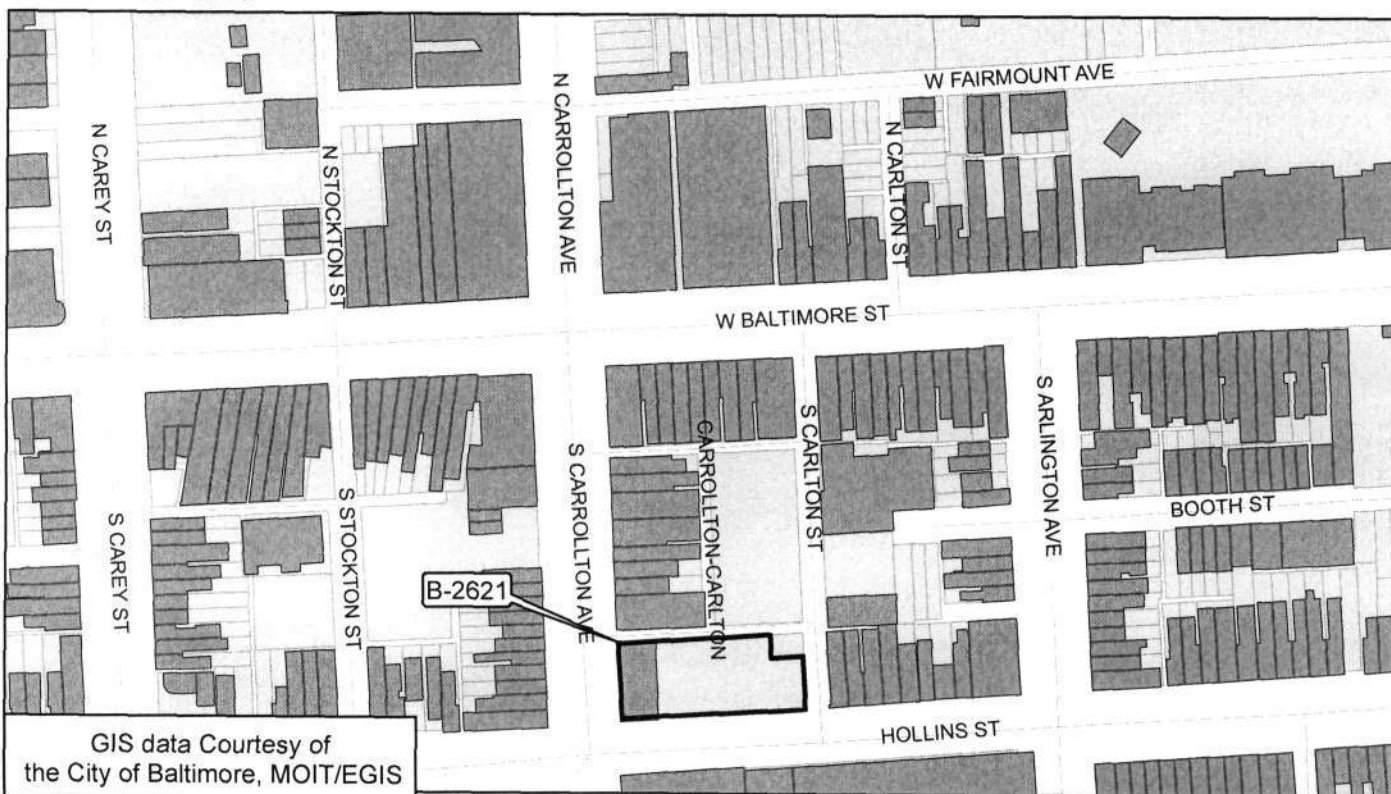 W FAIRMOUNT AVE
N CAREY ST
N STOCKTON ST
N CARROLLTON AVE
N CARLTON ST
W BALTIMORE ST
S CAREY ST
S STOCKTON ST
S CARROLLTON AVE
CARROLLTON-CARLTON
S CARLTON ST
S ARLINGTON AVE
BOOTH ST
B-2621
HOLLINS ST
GIS data Courtesy of
the City of Baltimore, MOIT/EGIS